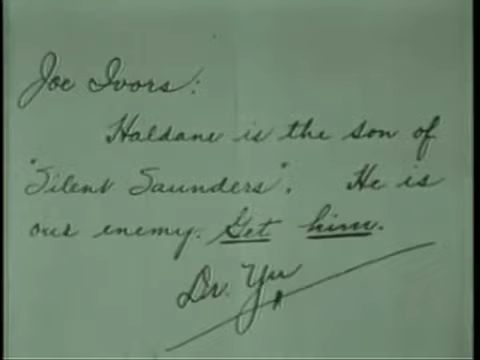 Joe Ivors:
Haldane is the son of
"Silent Saunders". He is
our enemy. Get him.
Dr. Yu